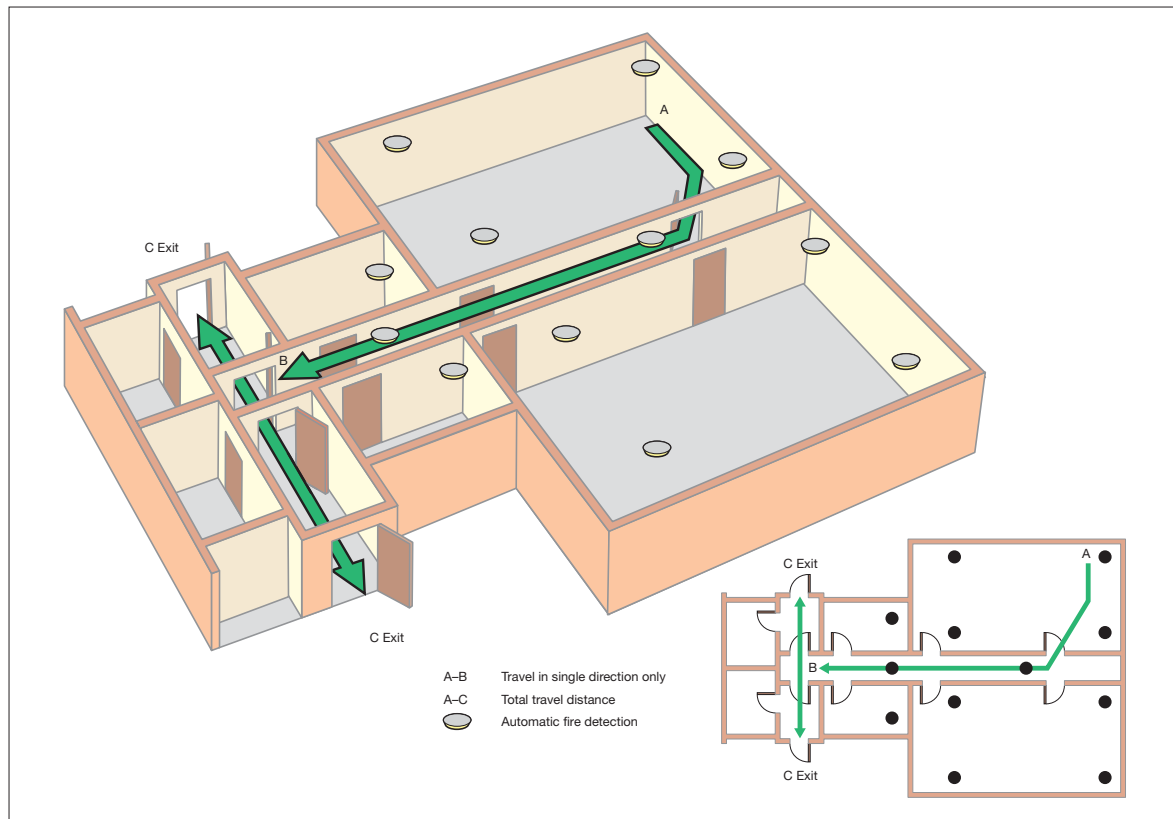 A
C Exit
B
C Exit
A–B Travel in single direction only
A–C Total travel distance
Automatic fire detection
A
C Exit
B
C Exit